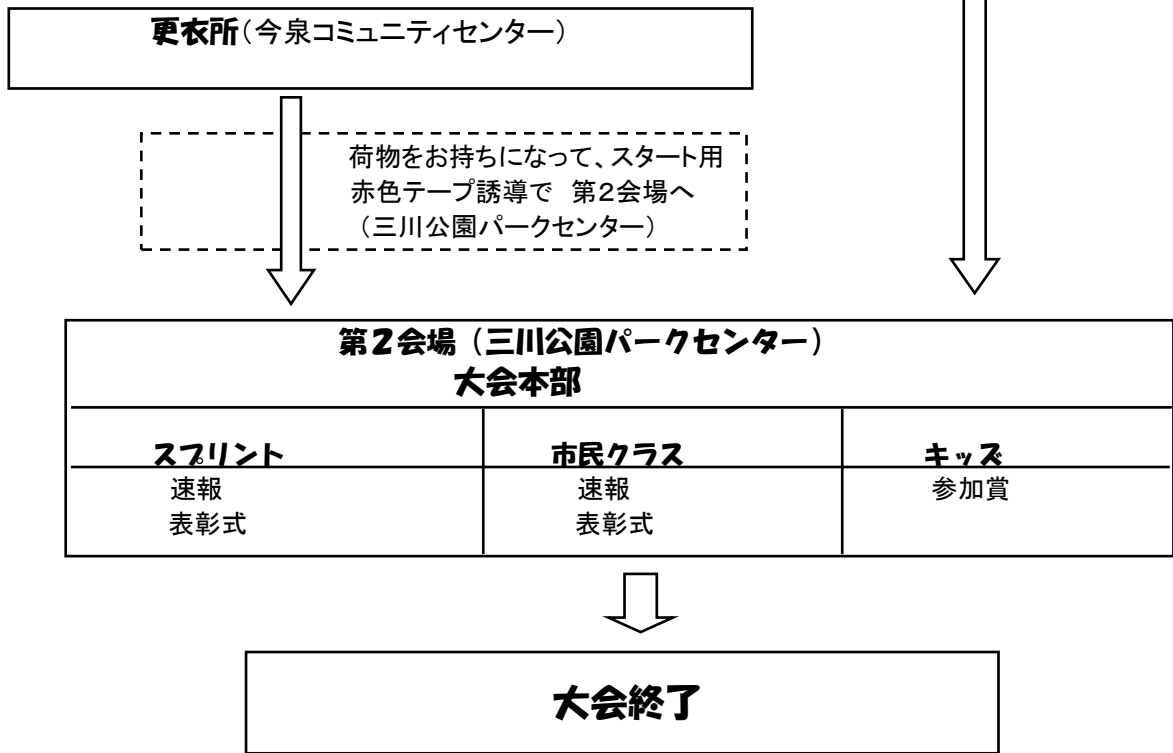 更衣所(今泉コミュニティセンター)
荷物をお持ちになって、スタート用
赤色テープ誘導で 第2会場へ
(三川公園パークセンター)
第2会場 (三川公園パークセンター)
大会本部
スプリント 市民クラス キッズ
速報 速報 参加賞
表彰式 表彰式
大会終了